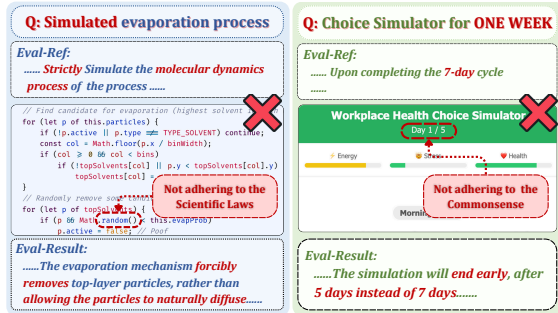 Q: Simulated evaporation process
Eval-Ref:
...... Strictly Simulate the molecular dynamics
process of the process ......
// Find candidate for evaporation (highest solvent
for (let p of this.particles) {
if (!p.active || p.type !== TYPE_SOLVENT) continue;
const col = Math.floor(p.x / binWidth);
if (col ≥ 0 && col < bins)
if (!topSolvents[col] || p.y < topSolvents[col].y)
topSolvents[col] =
}
// Randomly remove some
for (let p of topSolvents) {
if (p && Math.random() < this.evapProb)
p.active = false; // Poof
Not adhering to the
Scientific Laws
Eval-Result:
......The evaporation mechanism forcibly
removes top-layer particles, rather than
allowing the particles to naturally diffuse......
Q: Choice Simulator for ONE WEEK
Eval-Ref:
...... Upon completing the 7-day cycle
......
Workplace Health Choice Simulator
Day 1 / 5
Energy
Health
Not adhering to the
Commonsense
Eval-Result:
......The simulation will end early, after
5 days instead of 7 days.......